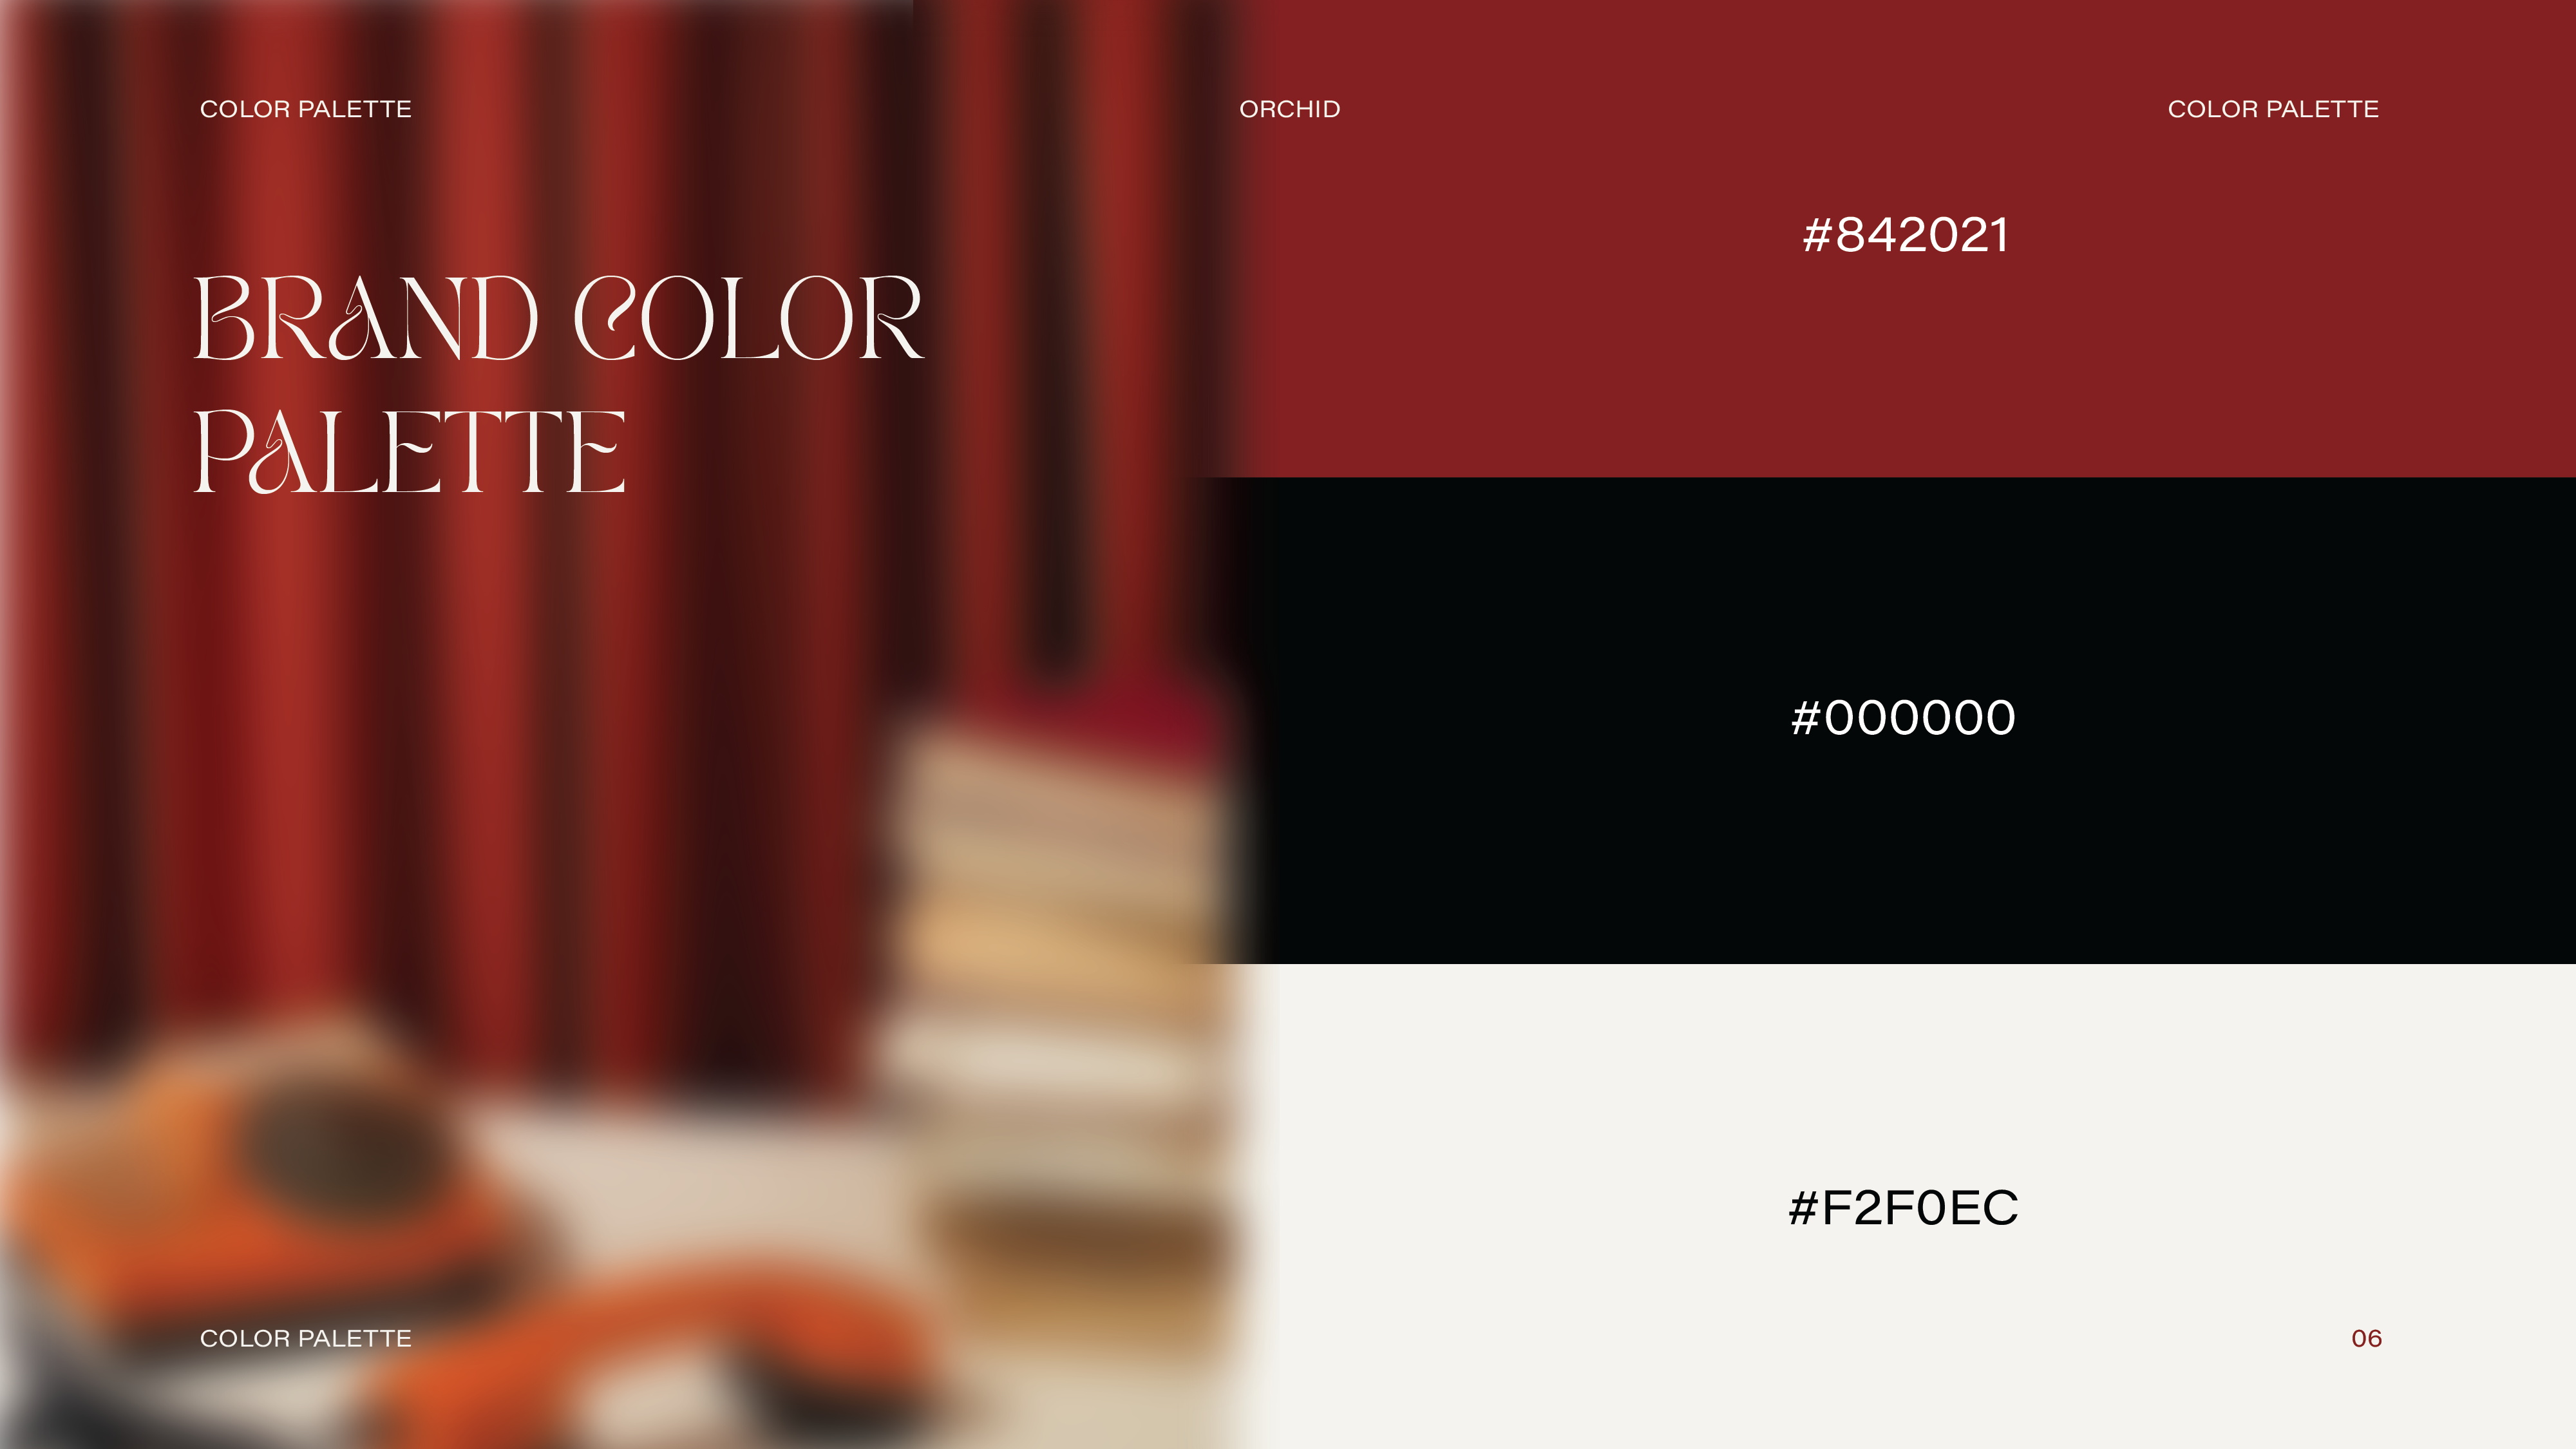 COLOR PALETTE
ORCHID
COLOR PALETTE
BRAND COLOR
PALETTE
#842021
#000000
#F2F0EC
COLOR PALETTE
06